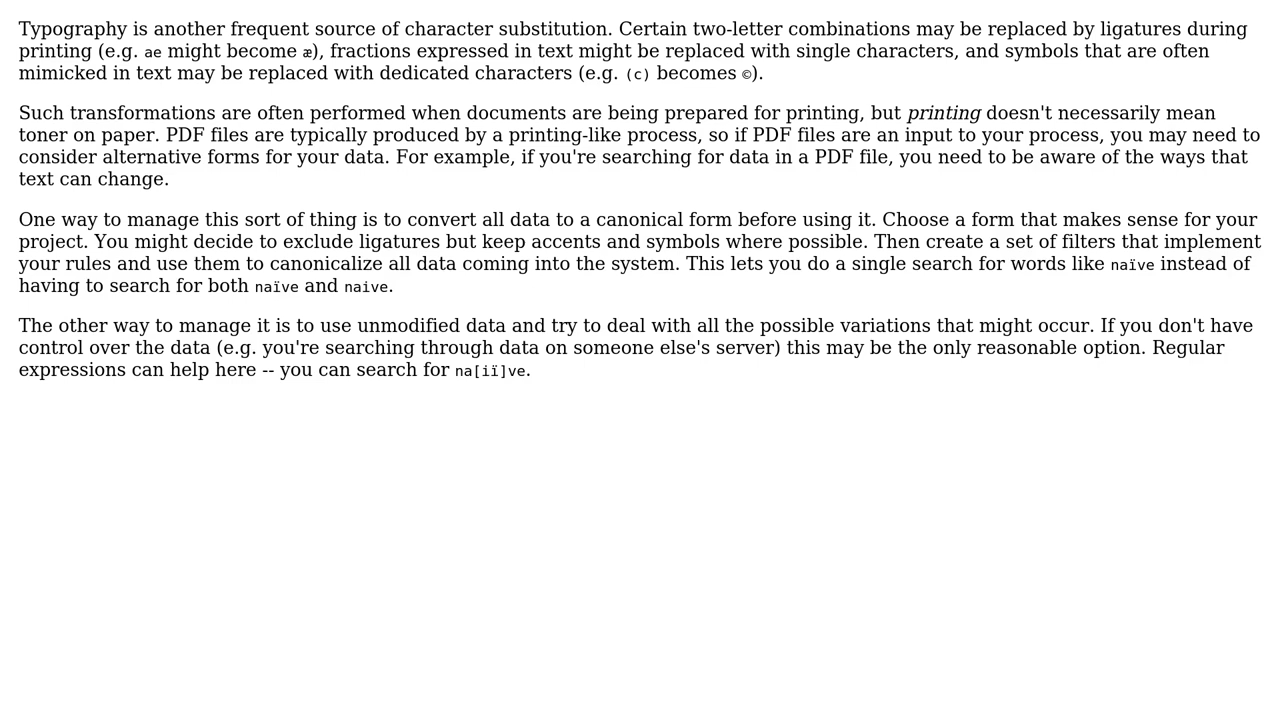 Typography is another frequent source of character substitution. Certain two-letter combinations may be replaced by ligatures during
printing (e.g. ae might become æ), fractions expressed in text might be replaced with single characters, and symbols that are often
mimicked in text may be replaced with dedicated characters (e.g. (c) becomes ©).
Such transformations are often performed when documents are being prepared for printing, but printing doesn't necessarily mean
toner on paper. PDF files are typically produced by a printing-like process, so if PDF files are an input to your process, you may need to
consider alternative forms for your data. For example, if you're searching for data in a PDF file, you need to be aware of the ways that
text can change.
One way to manage this sort of thing is to convert all data to a canonical form before using it. Choose a form that makes sense for your
project. You might decide to exclude ligatures but keep accents and symbols where possible. Then create a set of filters that implement
your rules and use them to canonicalize all data coming into the system. This lets you do a single search for words like naïve instead of
having to search for both naïve and naive.
The other way to manage it is to use unmodified data and try to deal with all the possible variations that might occur. If you don't have
control over the data (e.g. you're searching through data on someone else's server) this may be the only reasonable option. Regular
expressions can help here -- you can search for na[iï]ve.